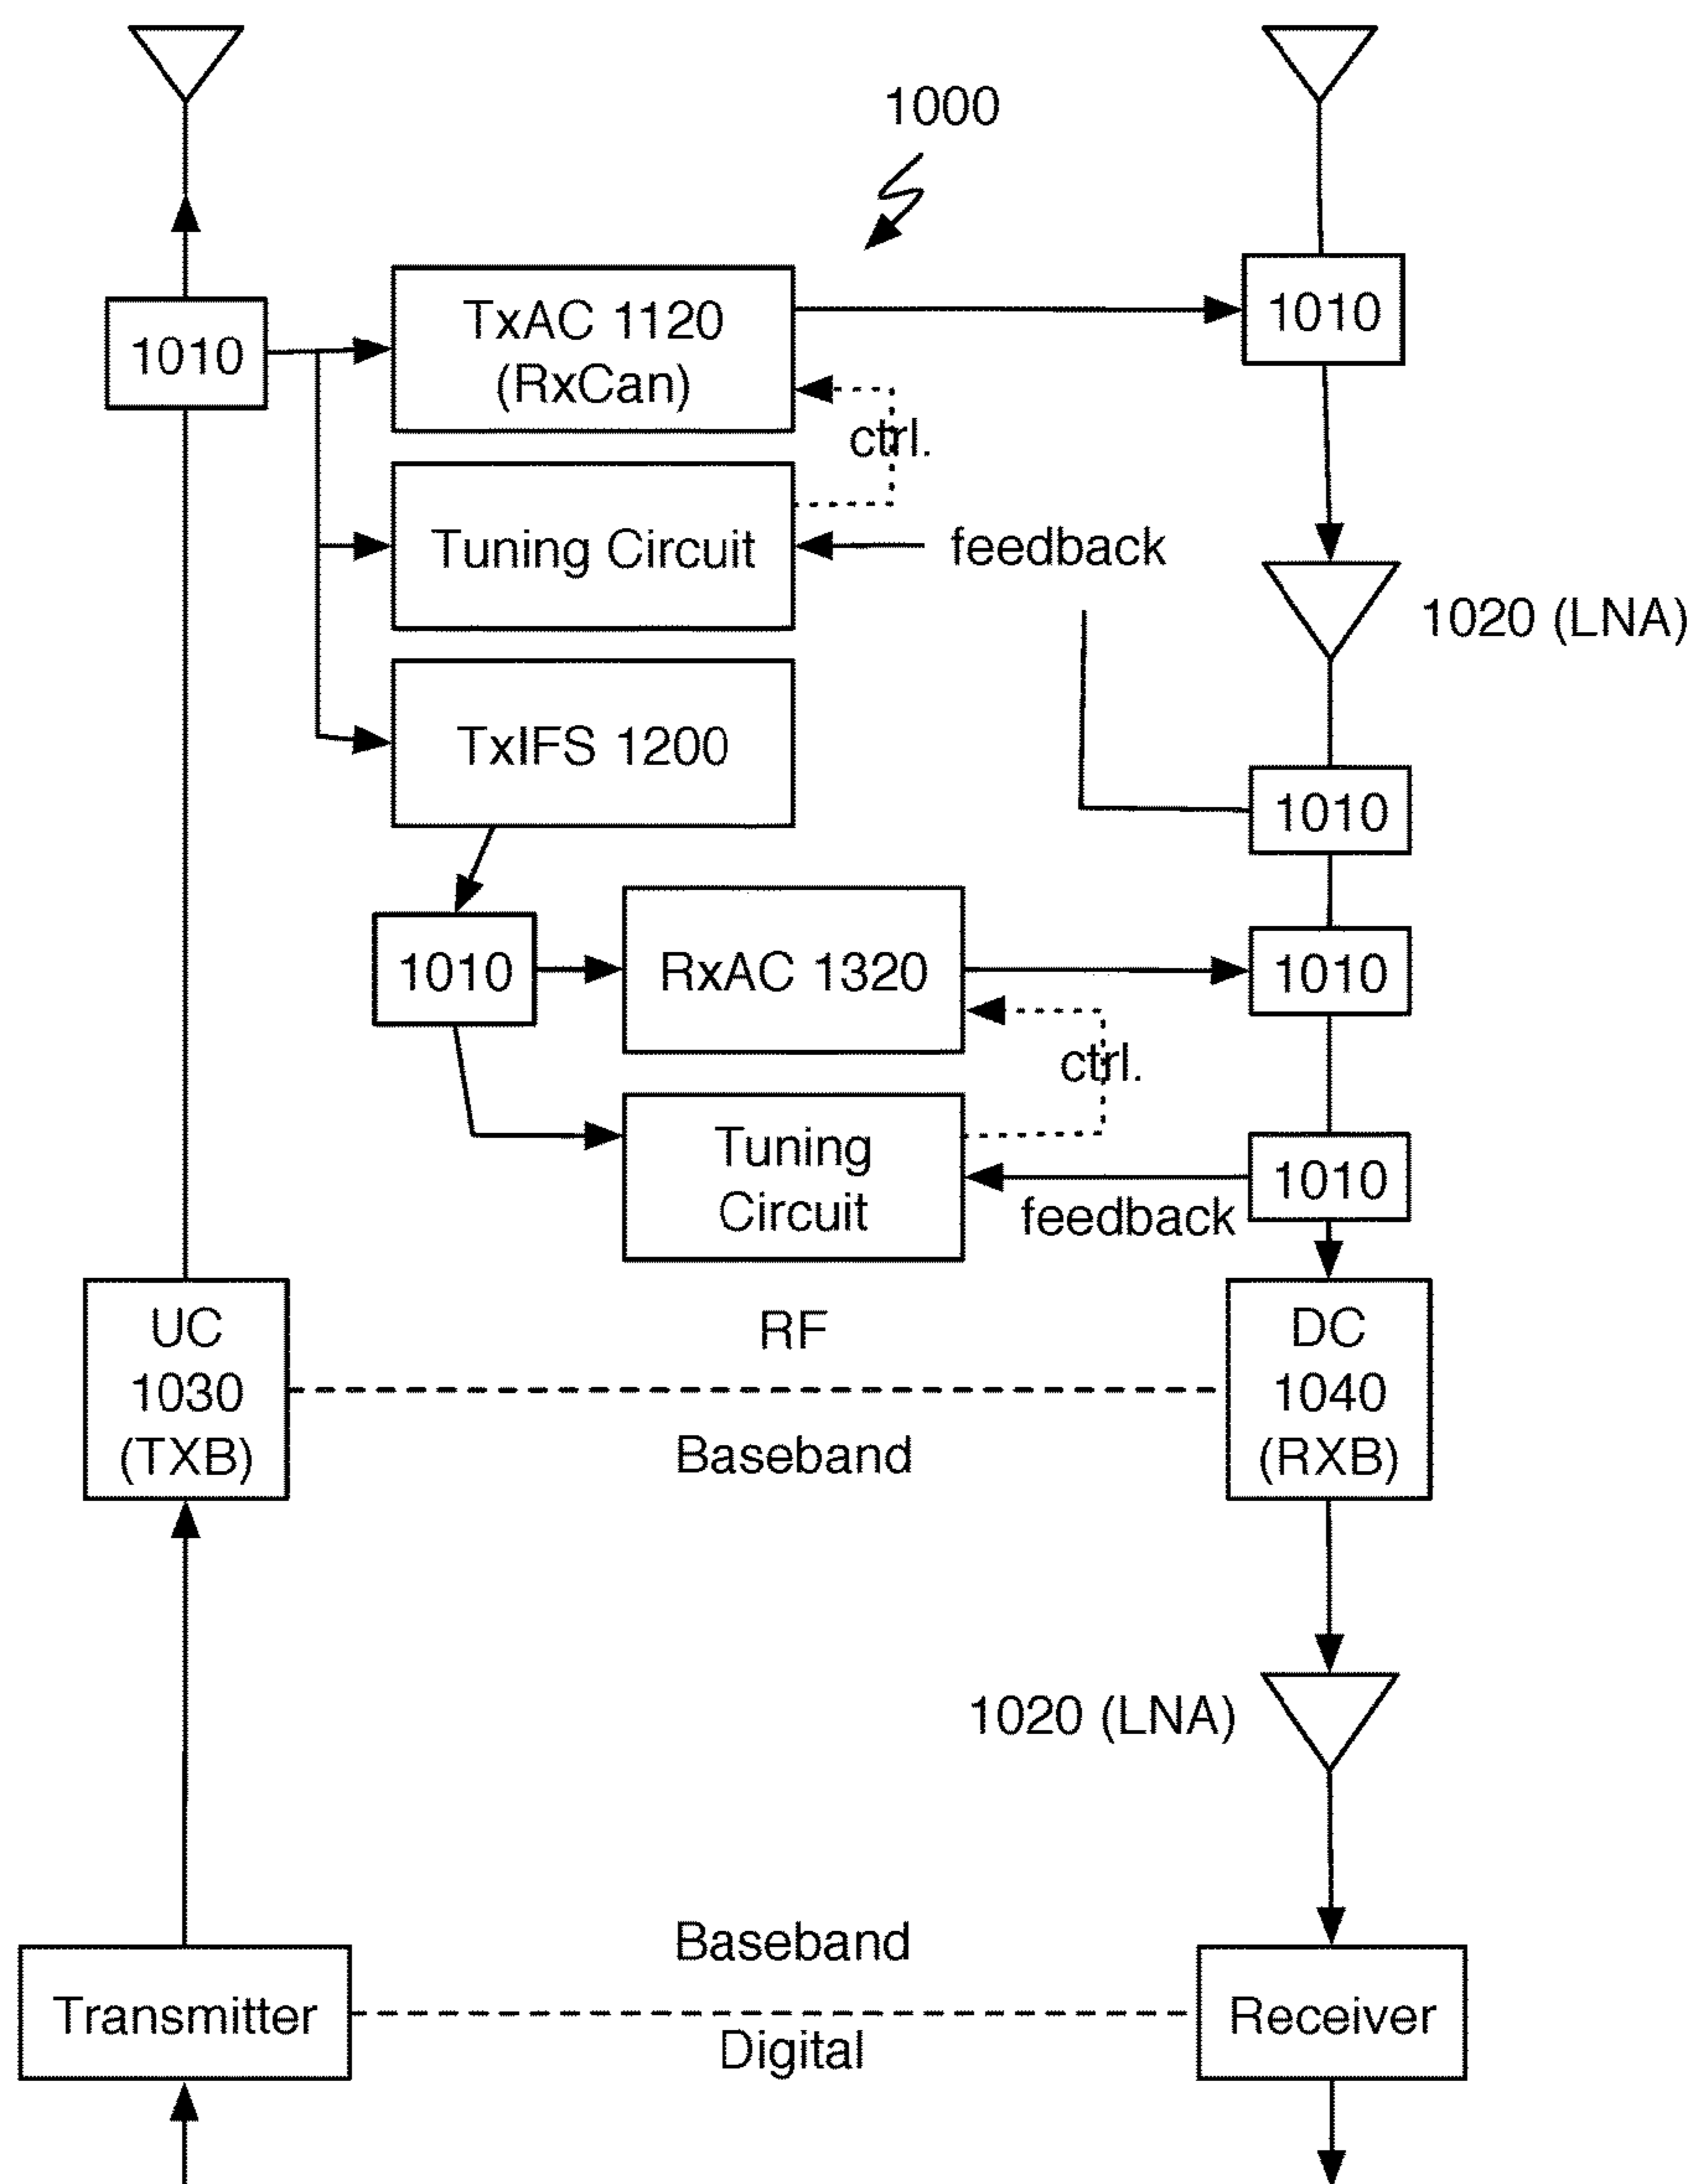 1000
TxAC 1120
(RxCan)
1010
1010
ctrl.
Tuning Circuit
feedback
1020 (LNA)
TxIFS 1200
1010
1010
RxAC 1320
1010
ctrl.
Tuning
Circuit
1010
feedback
UC
1030
(TXB)
RF
Baseband
DC
1040
(RXB)
1020 (LNA)
Baseband
Transmitter
Receiver
Digital